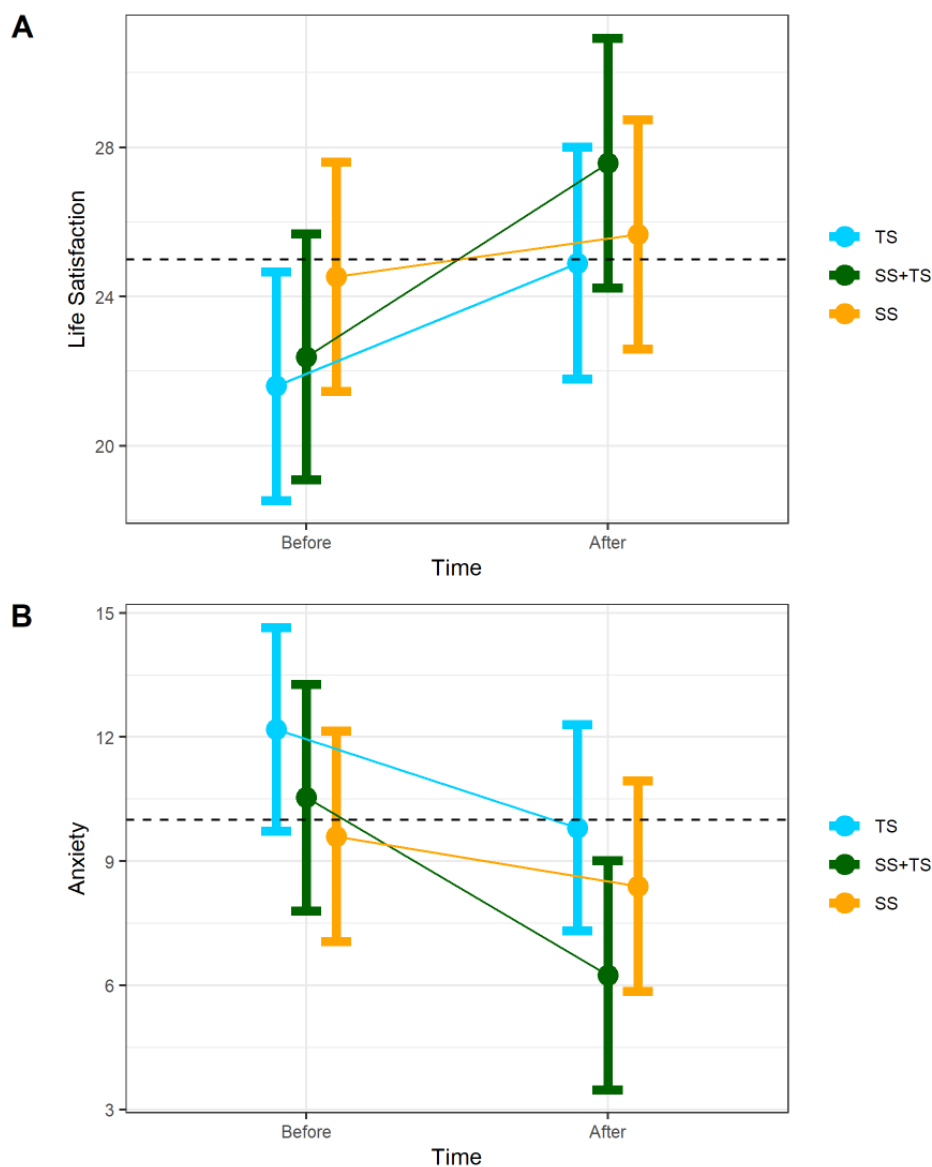 A
28
24
20
Life Satisfaction
Before
After
Time
TS
SS+TS
SS
B
15
12
9
6
3
Anxiety
Before
After
Time
TS
SS+TS
SS